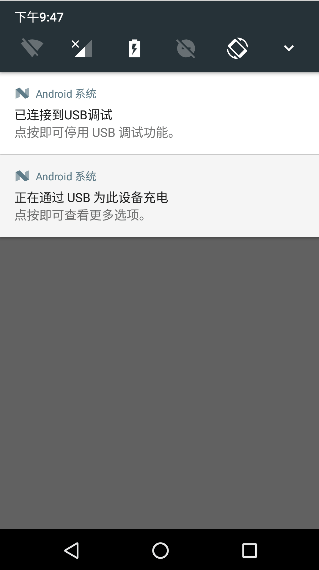 下午9:47
Android 系统
已连接到USB调试
点按即可停用 USB 调试功能。
Android 系统
正在通过 USB 为此设备充电
点按即可查看更多选项。